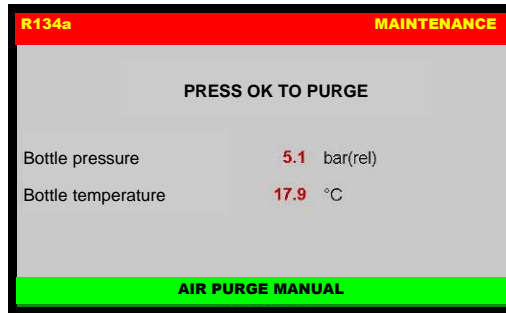 R134a MAINTENANCE
PRESS OK TO PURGE
Bottle pressure 5.1 bar(rel)
Bottle temperature 17.9 °C
AIR PURGE MANUAL